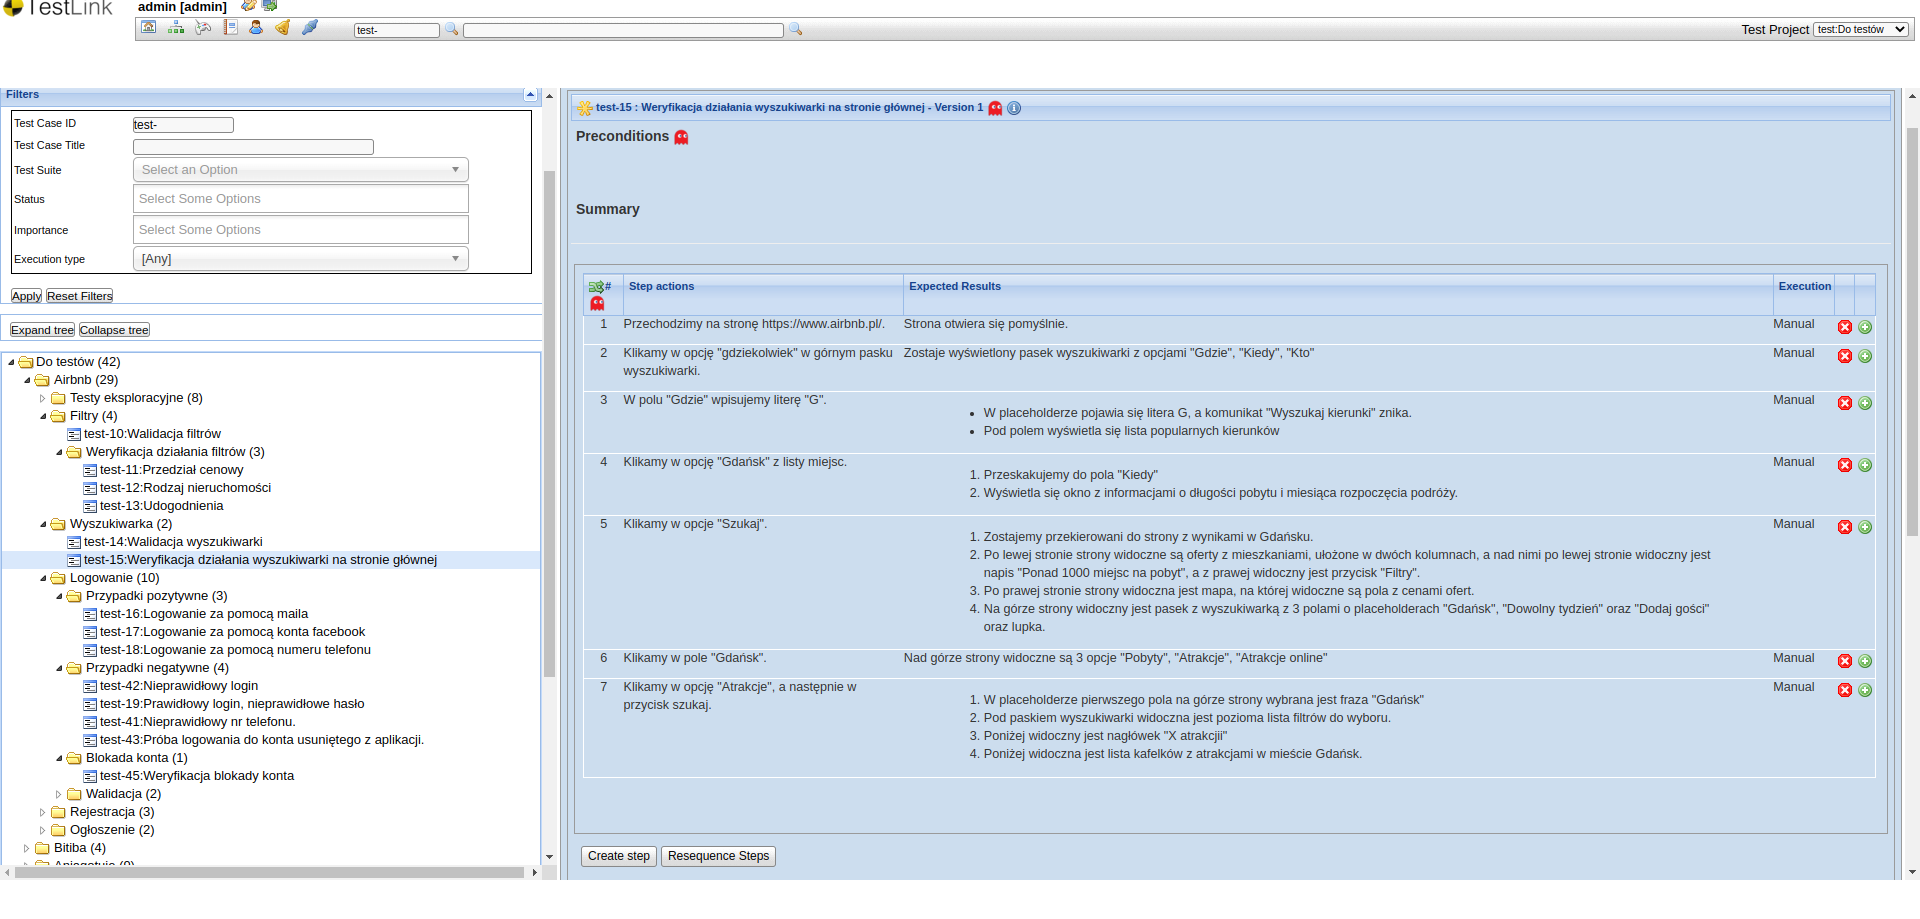 TestLink
admin [admin]
test-
Test Project test:Do testów
Filters
Test Case ID test-
Test Case Title
Test Suite Select an Option
Status Select Some Options
Importance Select Some Options
Execution type [Any]
Apply Reset Filters
Expand tree Collapse tree
Do testów (42)
Airbnb (29)
Testy eksploracyjne (8)
Filtry (4)
test-10:Walidacja filtrów
Weryfikacja działania filtrów (3)
test-11:Przedział cenowy
test-12:Rodzaj nieruchomości
test-13:Udogodnienia
Wyszukiwarka (2)
test-14:Walidacja wyszukiwarki
test-15:Weryfikacja działania wyszukiwarki na stronie głównej
Logowanie (10)
Przypadki pozytywne (3)
test-16:Logowanie za pomocą maila
test-17:Logowanie za pomocą konta facebook
test-18:Logowanie za pomocą numeru telefonu
Przypadki negatywne (4)
test-42:Nieprawidłowy login
test-19:Prawidłowy login, nieprawidłowe hasło
test-41:Nieprawidłowy nr telefonu.
test-43:Próba logowania do konta usuniętego z aplikacji.
Blokada konta (1)
test-45:Weryfikacja blokady konta
Walidacja (2)
Rejestracja (3)
Ogłoszenie (2)
Bitiba (4)
test-15 : Weryfikacja działania wyszukiwarki na stronie głównej - Version 1
Preconditions
Summary
# Step actions Expected Results Execution
1 Przechodzimy na stronę https://www.airbnb.pl/. Strona otwiera się pomyślnie. Manual
2 Klikamy w opcję "gdziekolwiek" w górnym pasku Zostaje wyświetlony pasek wyszukiwarki z opcjami "Gdzie", "Kiedy", "Kto" Manual
wyszukiwarki.
3 W polu "Gdzie" wpisujemy literę "G". Manual
• W placeholderze pojawia się litera G, a komunikat "Wyszukaj kierunki" znika.
• Pod polem wyświetla się lista popularnych kierunków
4 Klikamy w opcję "Gdańsk" z listy miejsc. Manual
1. Przeskakujemy do pola "Kiedy"
2. Wyświetla się okno z informacjami o długości pobytu i miesiąca rozpoczęcia podróży.
5 Klikamy w opcje "Szukaj". Manual
1. Zostajemy przekierowani do strony z wynikami w Gdańsku.
2. Po lewej stronie strony widoczne są oferty z mieszkaniami, ułożone w dwóch kolumnach, a nad nimi po lewej stronie widoczny jest
napis "Ponad 1000 miejsc na pobyt", a z prawej widoczny jest przycisk "Filtry".
3. Po prawej stronie strony widoczna jest mapa, na której widoczne są pola z cenami ofert.
4. Na górze strony widoczny jest pasek z wyszukiwarką z 3 polami o placeholderach "Gdańsk", "Dowolny tydzień" oraz "Dodaj gości"
oraz lupka.
6 Klikamy w pole "Gdańsk". Nad górze strony widoczne są 3 opcje "Pobyty", "Atrakcje", "Atrakcje online" Manual
7 Klikamy w opcję "Atrakcje", a następnie w Manual
przycisk szukaj.
1. W placeholderze pierwszego pola na górze strony wybrana jest fraza "Gdańsk"
2. Pod paskiem wyszukiwarki widoczna jest pozioma lista filtrów do wyboru.
3. Poniżej widoczny jest nagłówek "X atrakcjii"
4. Poniżej widoczna jest lista kafelków z atrakcjami w mieście Gdańsk.
Create step Resequence Steps